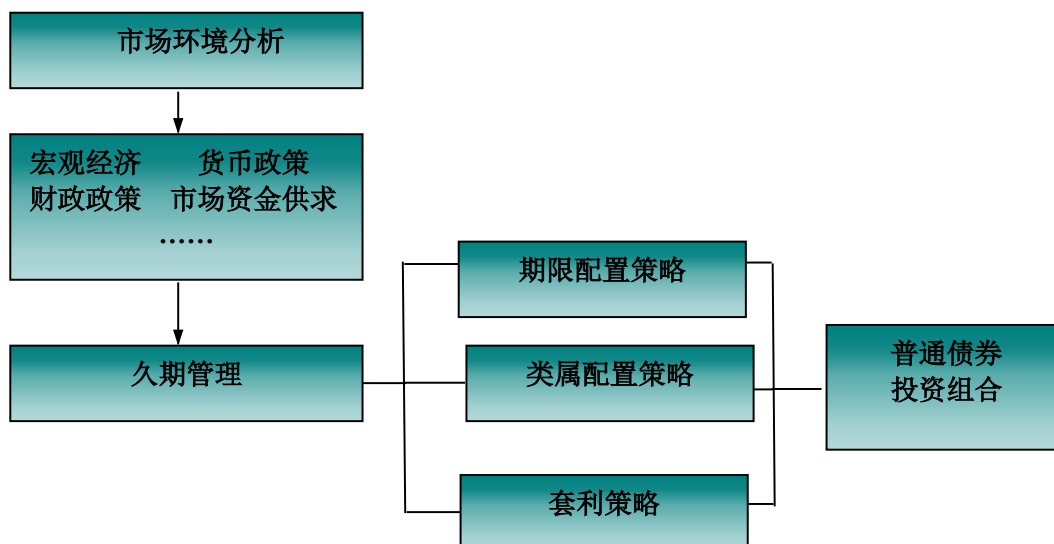 市场环境分析
宏观经济 货币政策
财政政策 市场资金供求
……
久期管理
期限配置策略
类属配置策略
套利策略
普通债券
投资组合